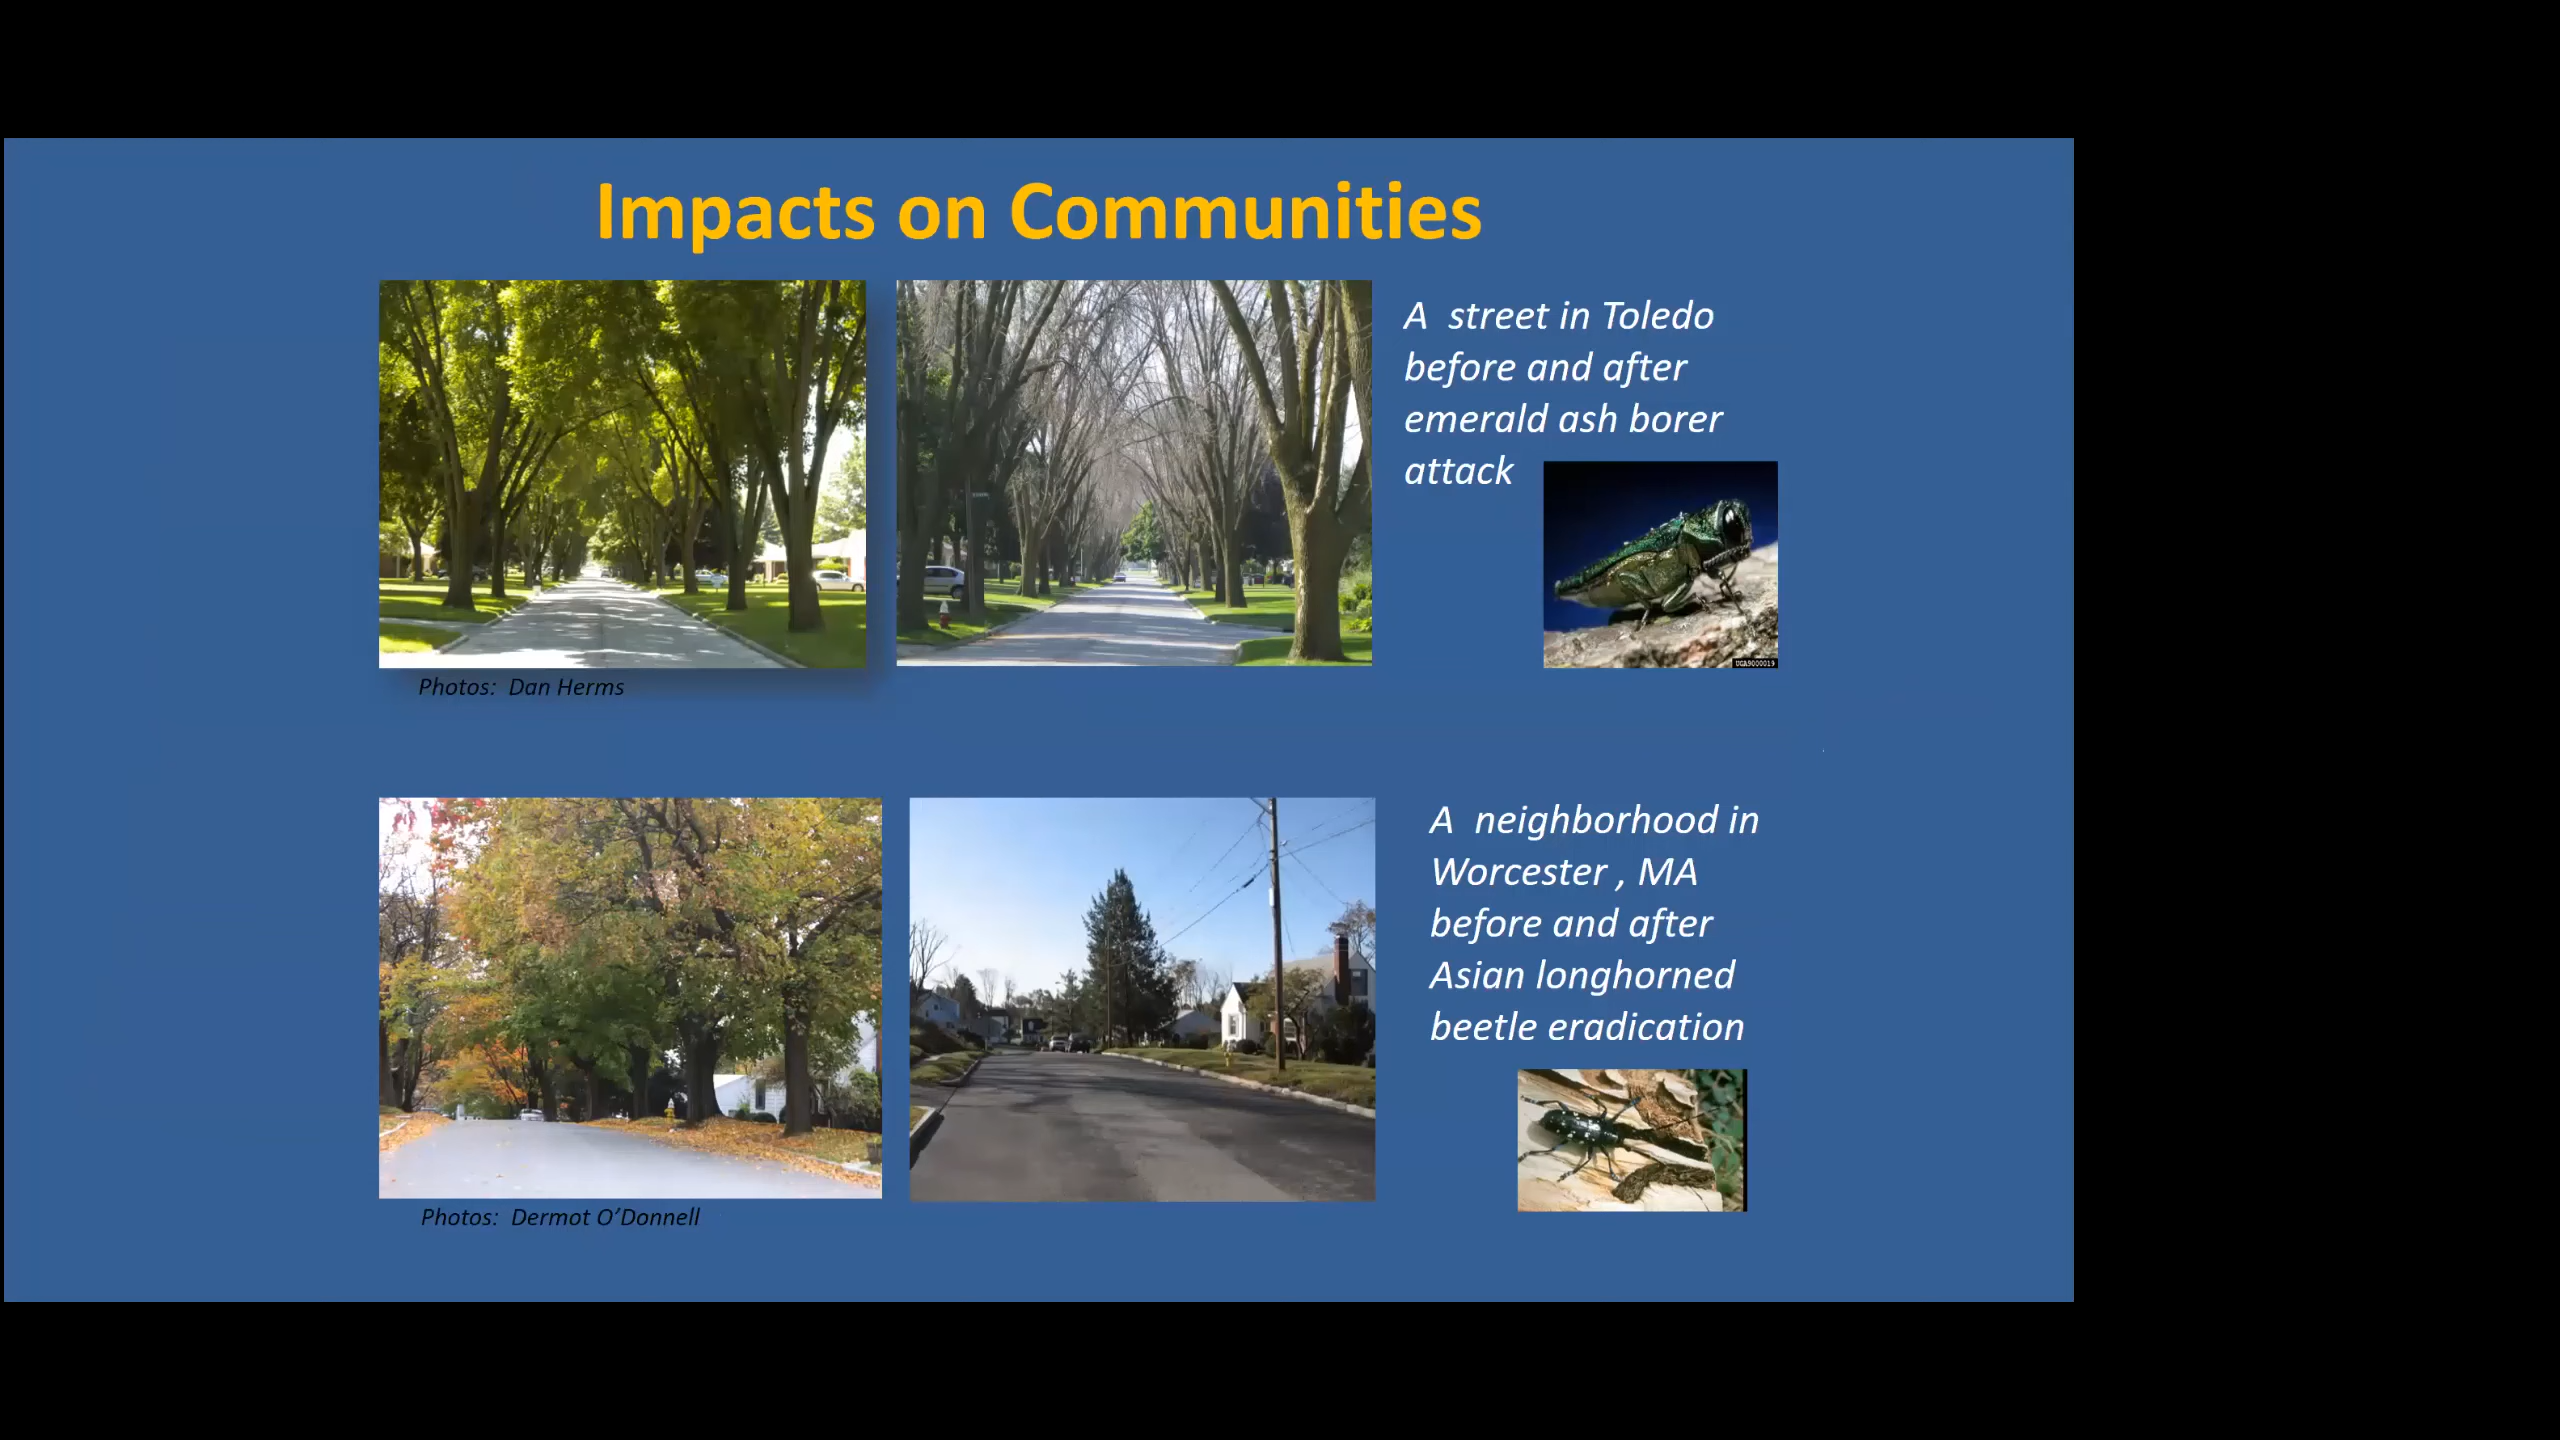 Impacts on Communities
A  street in Toledo
before and after
emerald ash borer
attack
UGA9000019
Photos:  Dan Herms
A  neighborhood in
Worcester , MA
before and after
Asian longhorned
beetle eradication
Photos:  Dermot O’Donnell